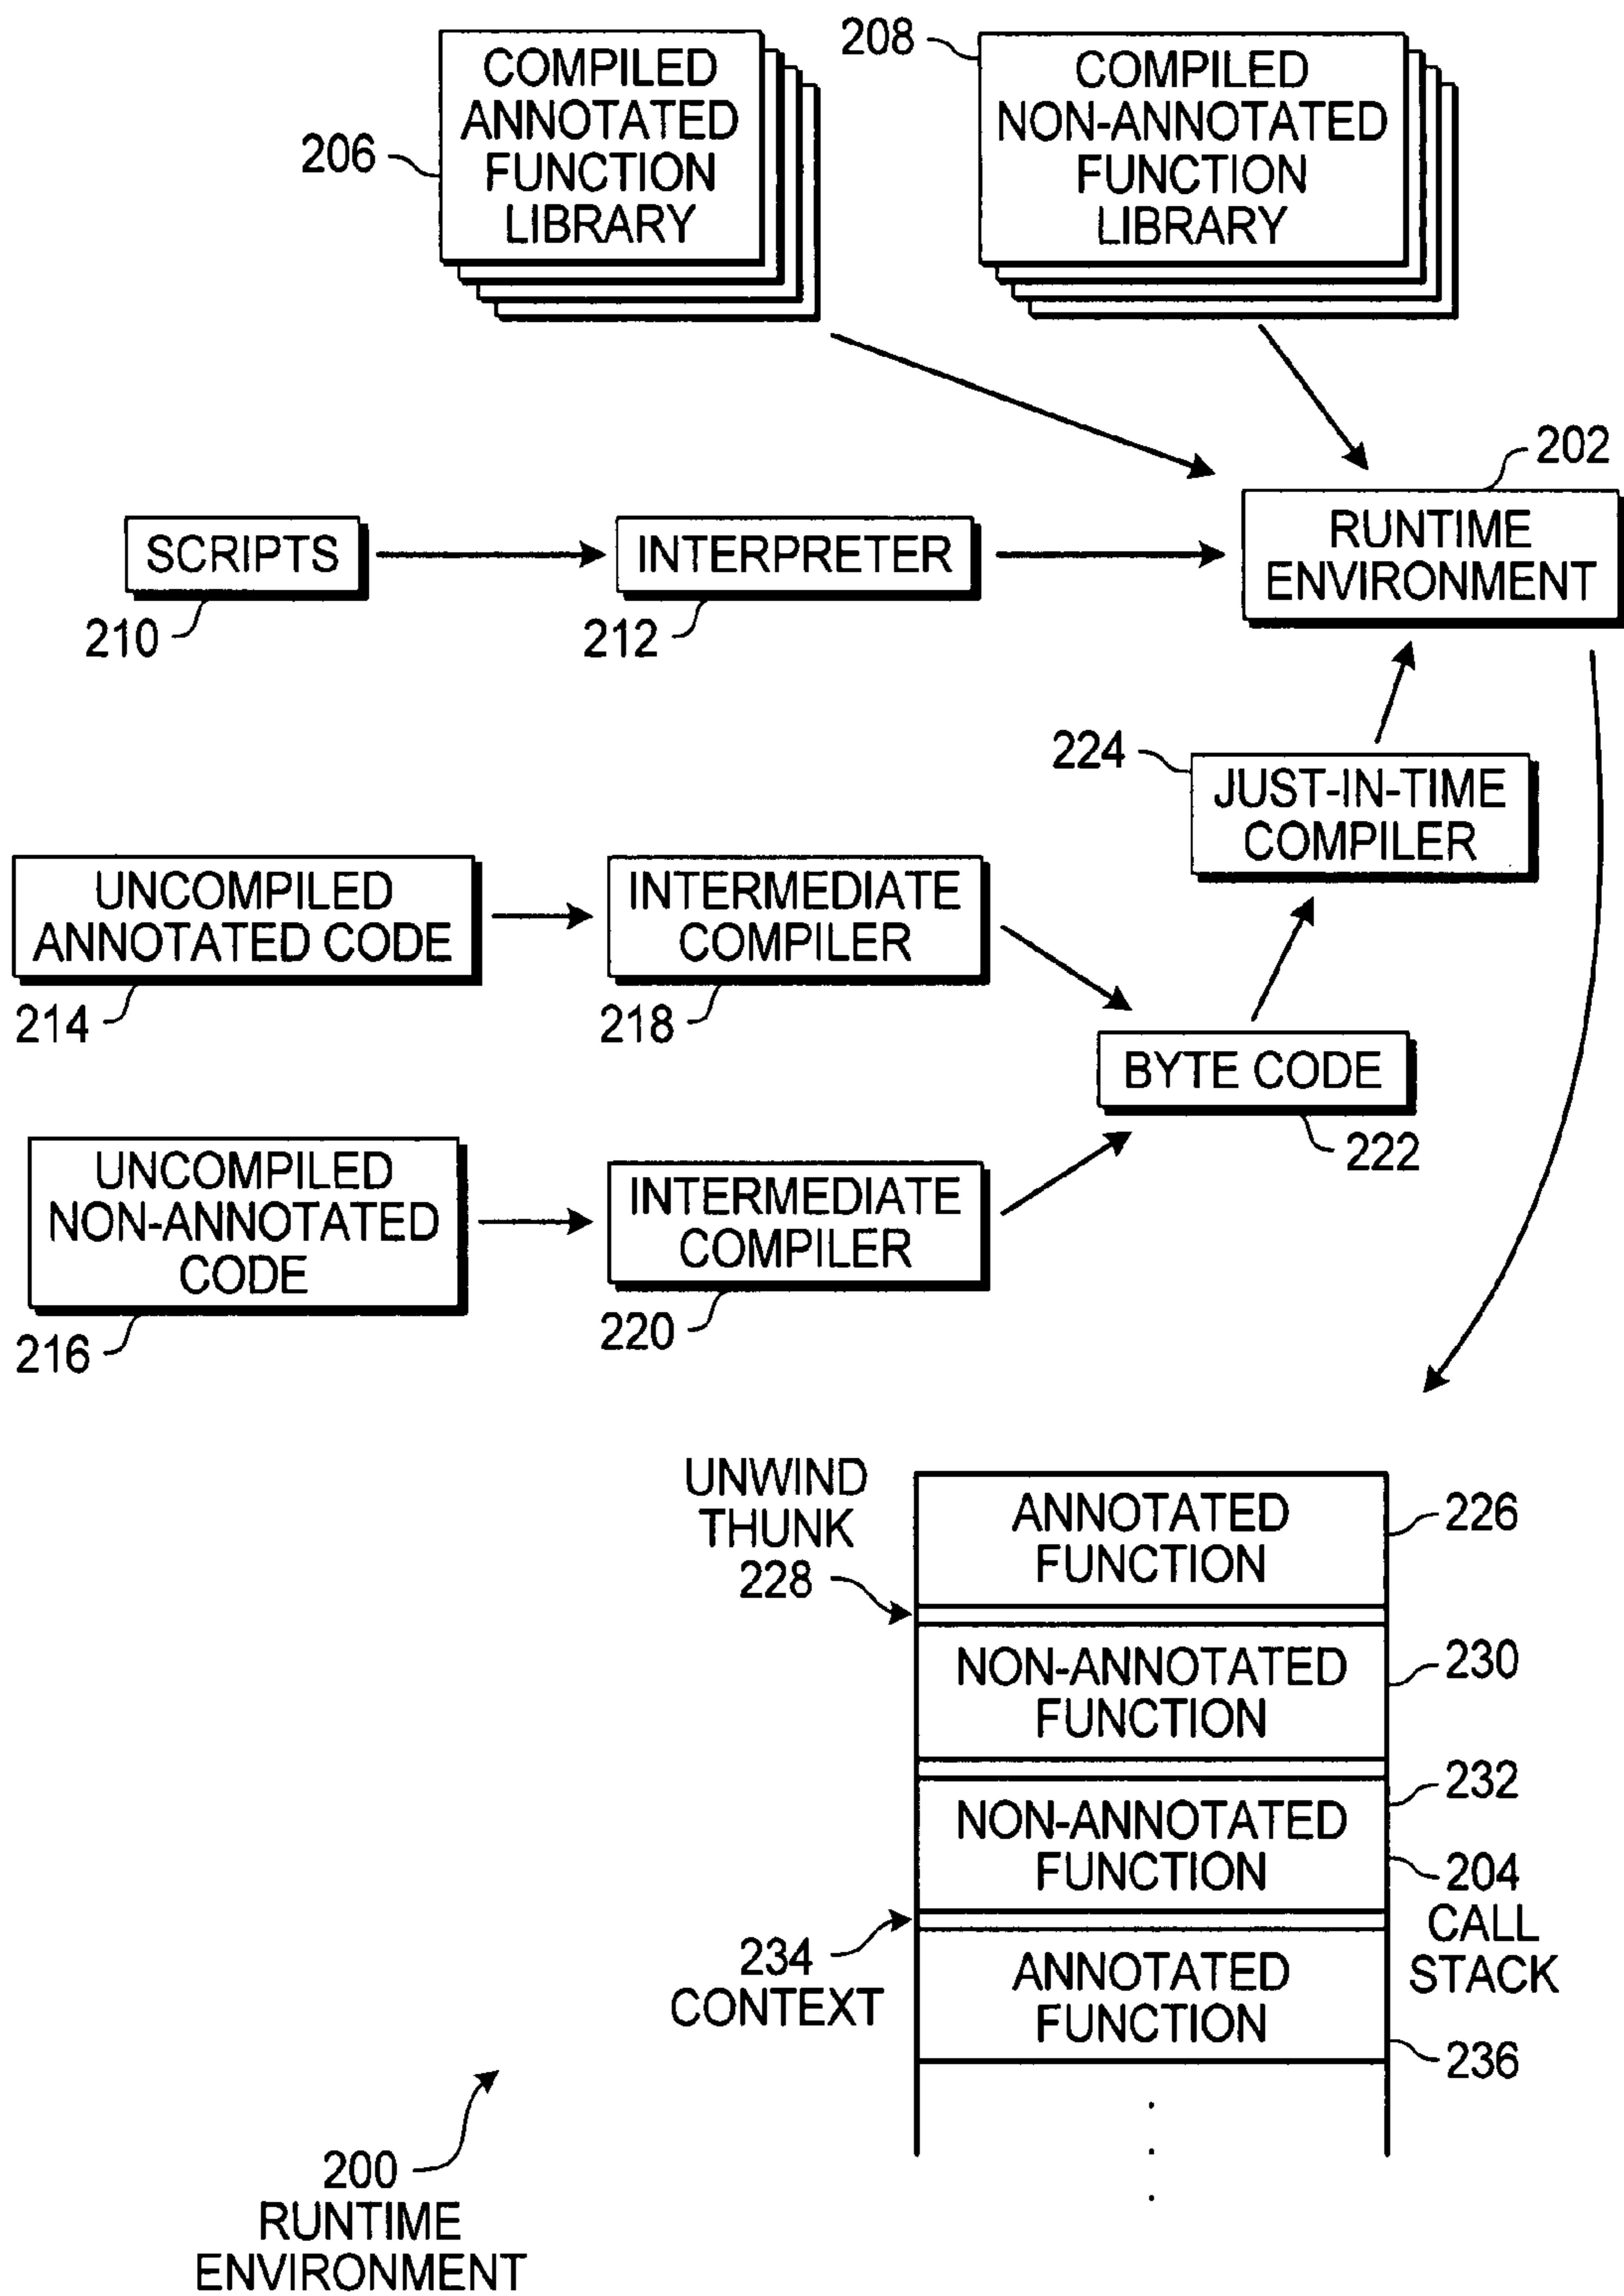 206
COMPILED
ANNOTATED
FUNCTION
LIBRARY
208
COMPILED
NON-ANNOTATED
FUNCTION
LIBRARY
202
RUNTIME
ENVIRONMENT
SCRIPTS
210
INTERPRETER
212
224
JUST-IN-TIME
COMPILER
UNCOMPILED
ANNOTATED CODE
214
INTERMEDIATE
COMPILER
218
BYTE CODE
222
UNCOMPILED
NON-ANNOTATED
CODE
216
INTERMEDIATE
COMPILER
220
UNWIND
THUNK
228
ANNOTATED
FUNCTION
226
NON-ANNOTATED
FUNCTION
230
NON-ANNOTATED
FUNCTION
232
204
CALL
STACK
234
CONTEXT
ANNOTATED
FUNCTION
236
200
RUNTIME
ENVIRONMENT